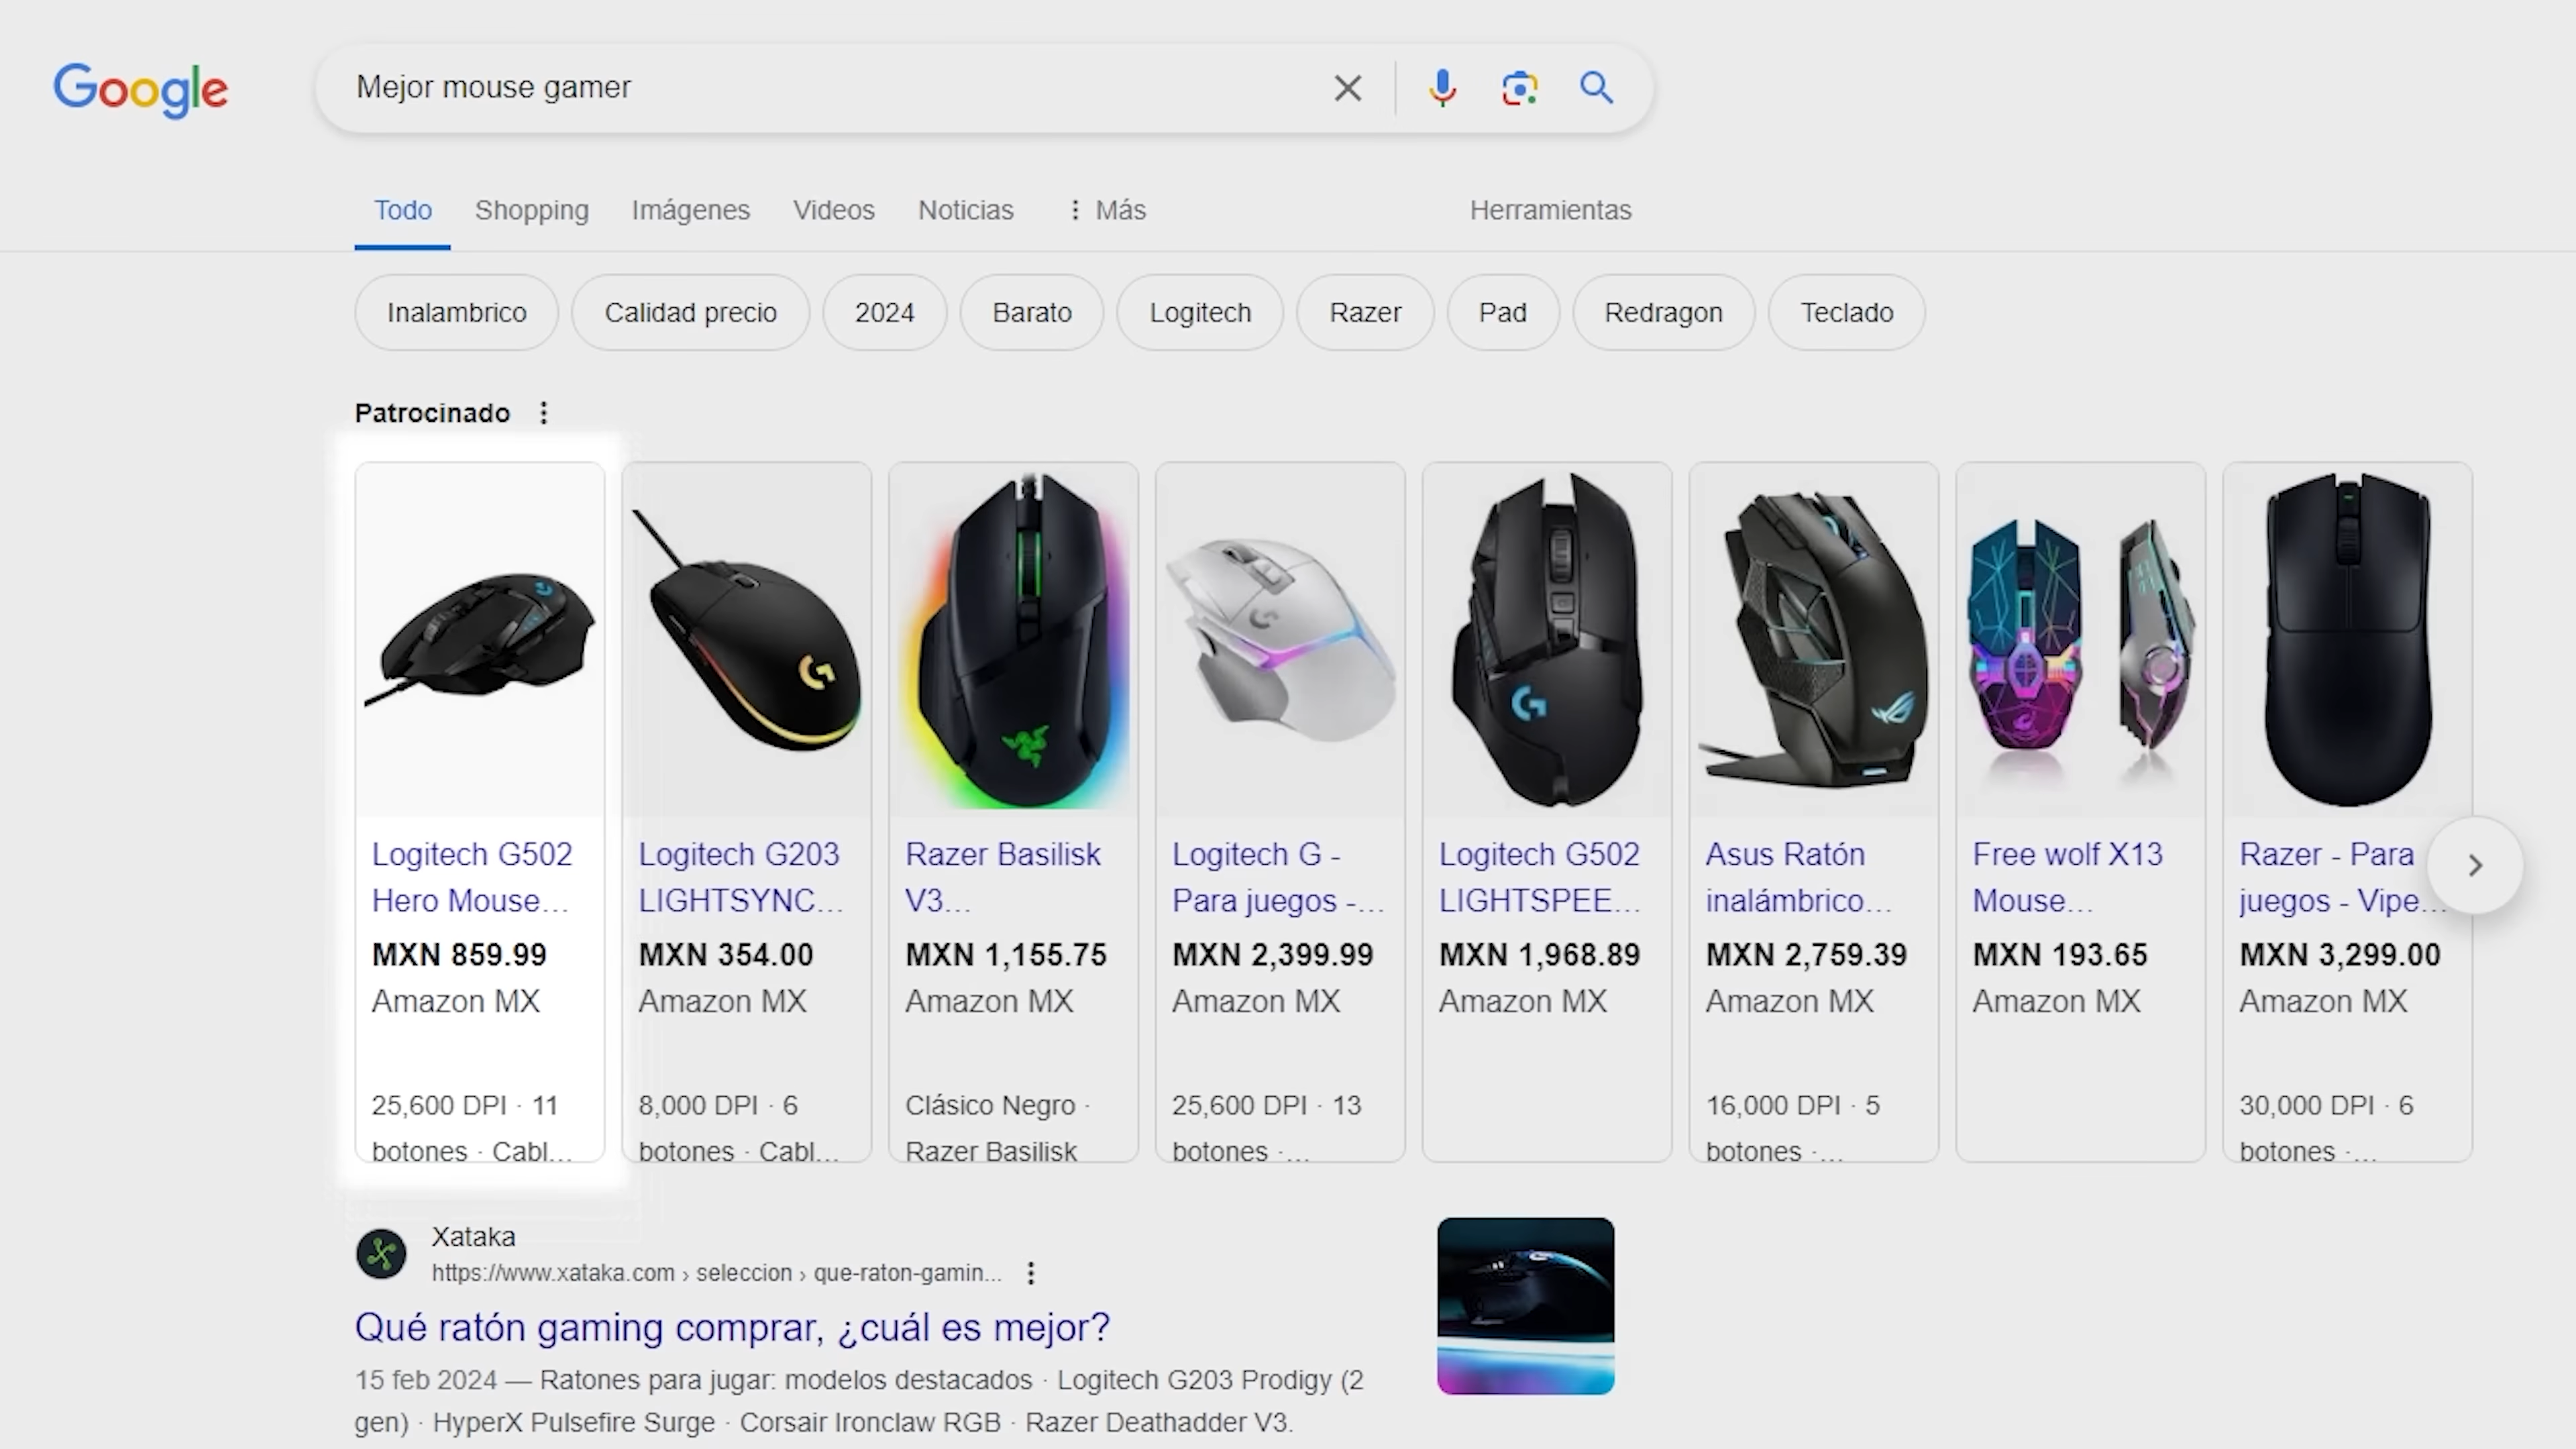 Google
Mejor mouse gamer
Todo Shopping Imágenes Videos Noticias Más Herramientas
Inalambrico Calidad precio 2024 Barato Logitech Razer Pad Redragon Teclado
Patrocinado
Logitech G502
Hero Mouse...
MXN 859.99
Amazon MX
25,600 DPI · 11
botones · Cabl...
Logitech G203
LIGHTSYNC...
MXN 354.00
Amazon MX
8,000 DPI · 6
botones · Cabl...
Razer Basilisk
V3...
MXN 1,155.75
Amazon MX
Clásico Negro ·
Razer Basilisk
Logitech G -
Para juegos -...
MXN 2,399.99
Amazon MX
25,600 DPI · 13
botones ·...
Logitech G502
LIGHTSPEE...
MXN 1,968.89
Amazon MX
Asus Ratón
inalámbrico...
MXN 2,759.39
Amazon MX
16,000 DPI · 5
botones ·...
Free wolf X13
Mouse...
MXN 193.65
Amazon MX
Razer - Para
juegos - Vipe...
MXN 3,299.00
Amazon MX
30,000 DPI · 6
botones ·...
Xataka
https://www.xataka.com › seleccion › que-raton-gamin...
Qué ratón gaming comprar, ¿cuál es mejor?
15 feb 2024 — Ratones para jugar: modelos destacados · Logitech G203 Prodigy (2
gen) · HyperX Pulsefire Surge · Corsair Ironclaw RGB · Razer Deathadder V3.